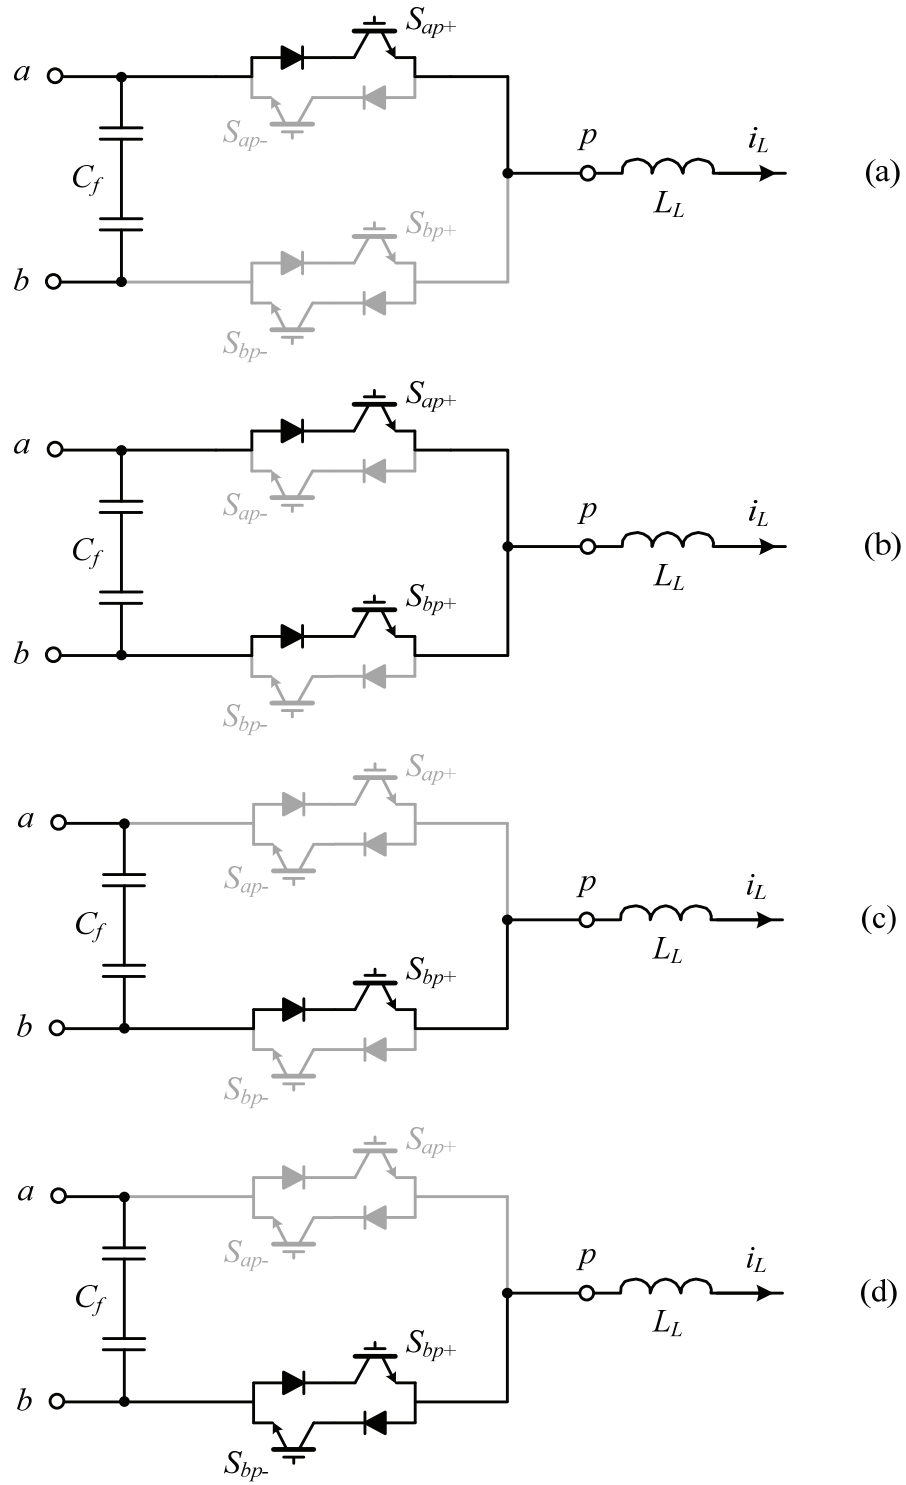 S_ap+
a
S_ap-
p
i_L
C_f
L_L
(a)
S_bp+
b
S_bp-
S_ap+
a
S_ap-
p
i_L
C_f
L_L
(b)
S_bp+
b
S_bp-
S_ap+
a
S_ap-
p
i_L
C_f
L_L
(c)
S_bp+
b
S_bp-
S_ap+
a
S_ap-
p
i_L
C_f
L_L
(d)
S_bp+
b
S_bp-